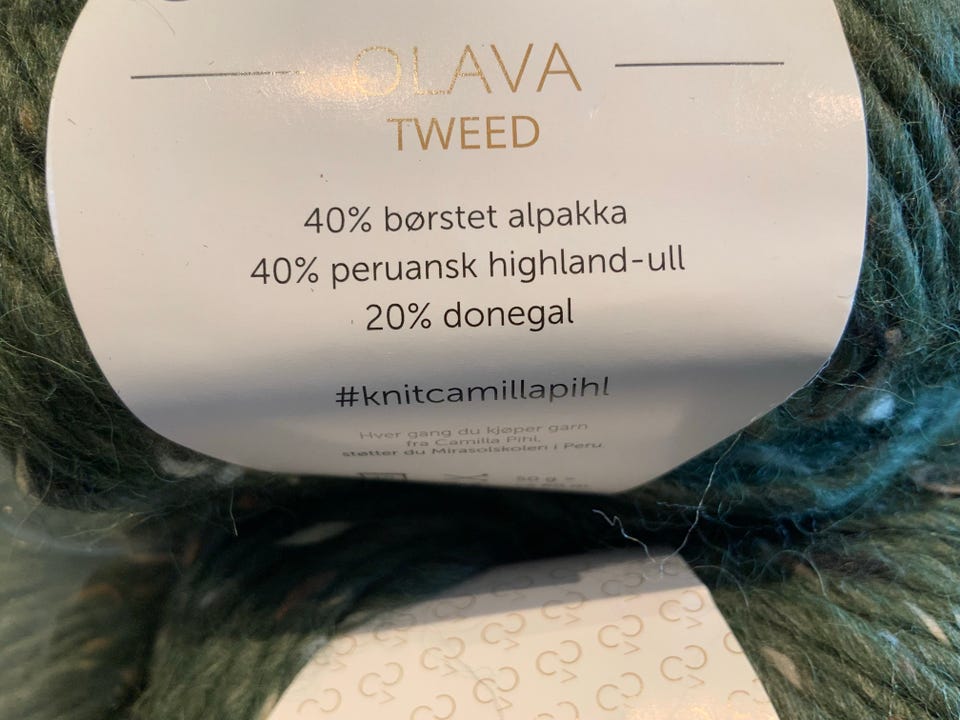 OLAVA
TWEED
40% børstet alpakka
40% peruansk highland-ull
20% donegal
#knitcamillapihl
Hver gang du kjøper garn
fra Camilla Pihl,
støtter du Mirasolskolen i Peru.
50 g =